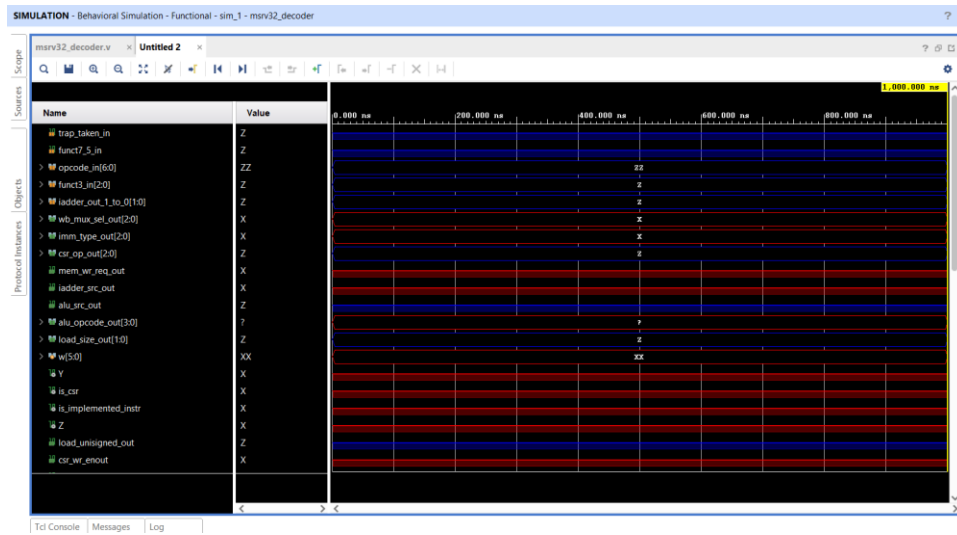 SIMULATION - Behavioral Simulation - Functional - sim_1 - msrv32_decoder ?
Scope
Sources
Objects
Protocol Instances
msrv32_decoder.v × Untitled 2 ×
?
1,000.000 ns
Name Value 0.000 ns 200.000 ns 400.000 ns 600.000 ns 800.000 ns
trap_taken_in Z
funct7_5_in Z
> opcode_in[6:0] ZZ ZZ
> funct3_in[2:0] Z Z
> iadder_out_1_to_0[1:0] Z Z
> wb_mux_sel_out[2:0] X X
> imm_type_out[2:0] X X
> csr_op_out[2:0] Z Z
mem_wr_req_out X
iadder_src_out X
alu_src_out Z
> alu_opcode_out[3:0] ? ?
> load_size_out[1:0] Z Z
> w[5:0] XX XX
Y X
is_csr X
is_implemented_instr X
Z X
load_unisigned_out Z
csr_wr_enout X
Tcl Console Messages Log